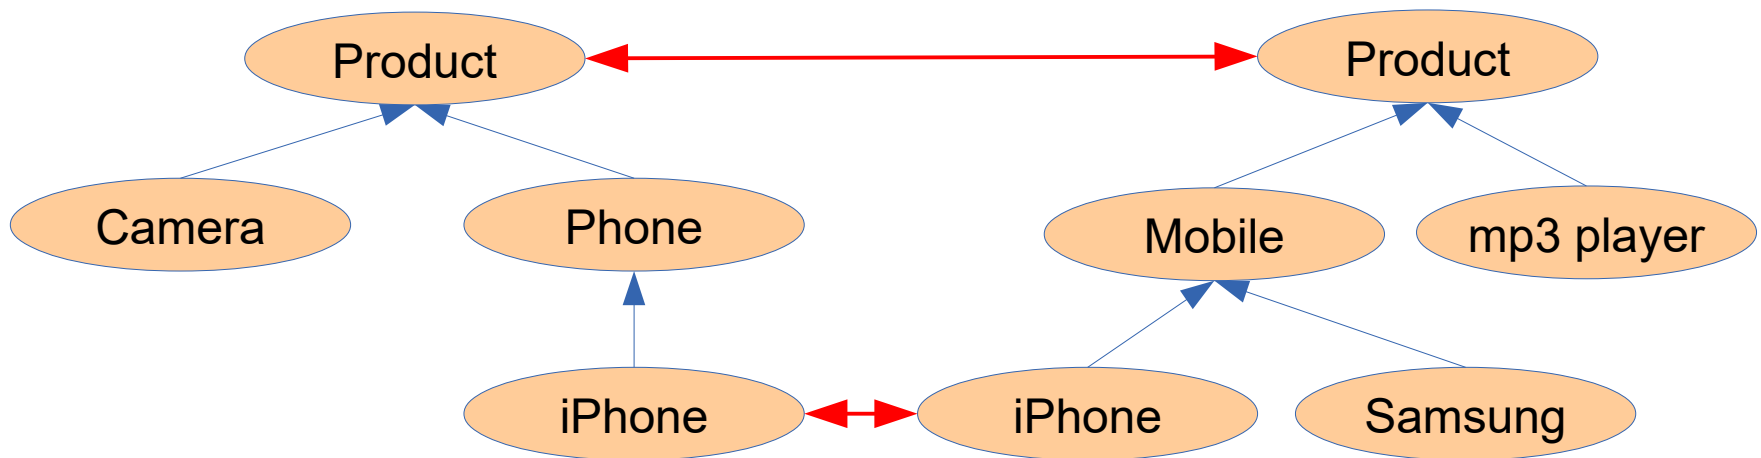 Product
Product
Camera
Phone
Mobile
mp3 player
iPhone
iPhone
Samsung